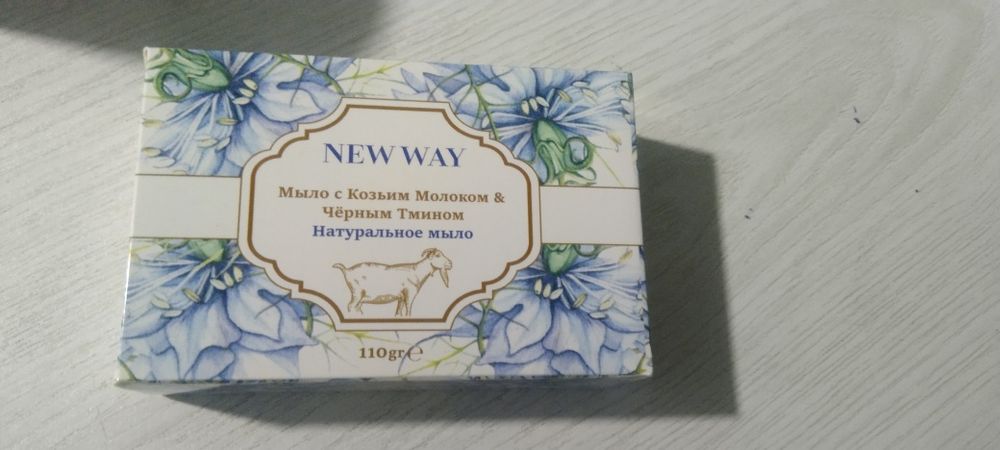 NEW WAY
Мыло с Козьим Молоком &
Чёрным Тмином
Натуральное мыло
110gr ℮